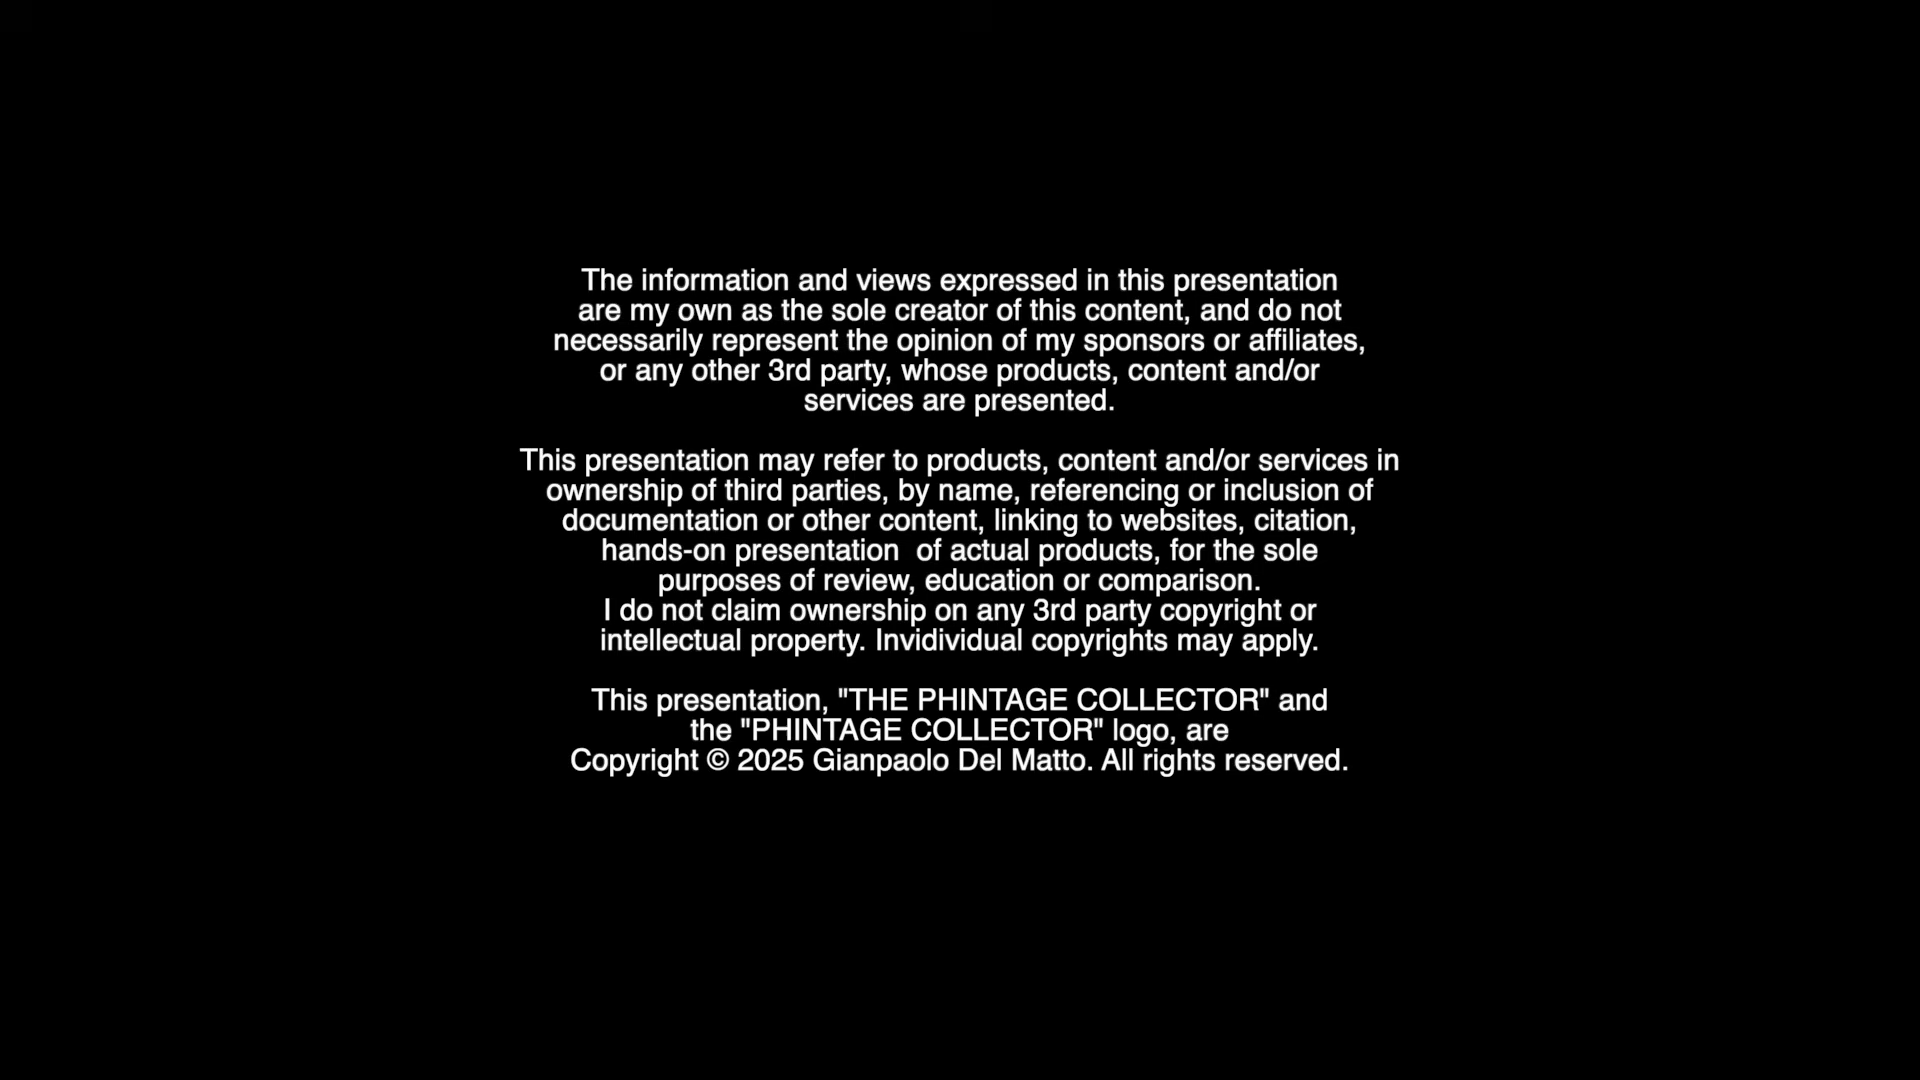 The information and views expressed in this presentation
are my own as the sole creator of this content, and do not
necessarily represent the opinion of my sponsors or affiliates,
or any other 3rd party, whose products, content and/or
services are presented.
This presentation may refer to products, content and/or services in
ownership of third parties, by name, referencing or inclusion of
documentation or other content, linking to websites, citation,
hands-on presentation  of actual products, for the sole
purposes of review, education or comparison.
I do not claim ownership on any 3rd party copyright or
intellectual property. Invidividual copyrights may apply.
This presentation, "THE PHINTAGE COLLECTOR" and
the "PHINTAGE COLLECTOR" logo, are
Copyright © 2025 Gianpaolo Del Matto. All rights reserved.